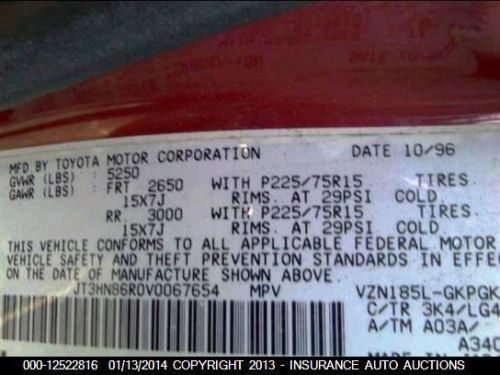 MFD BY TOYOTA MOTOR CORPORATION DATE 10/96
GVWR (LBS) : 5250
GAWR (LBS) : FRT 2650 WITH P225/75R15 TIRES.
15X7J RIMS. AT 29PSI COLD
RR 3000 WITH P225/75R15 TIRES.
15X7J RIMS. AT 29PSI COLD
THIS VEHICLE CONFORMS TO ALL APPLICABLE FEDERAL MOTOR
VEHICLE SAFETY AND THEFT PREVENTION STANDARDS IN EFFE
ON THE DATE OF MANUFACTURE SHOWN ABOVE.
JT3HN86R0V0067654 MPV VZN185L-GKPGK
C/TR 3K4/LG4
A/TM A03A/
A340
000-12522816 01/13/2014 COPYRIGHT 2013 - INSURANCE AUTO AUCTIONS